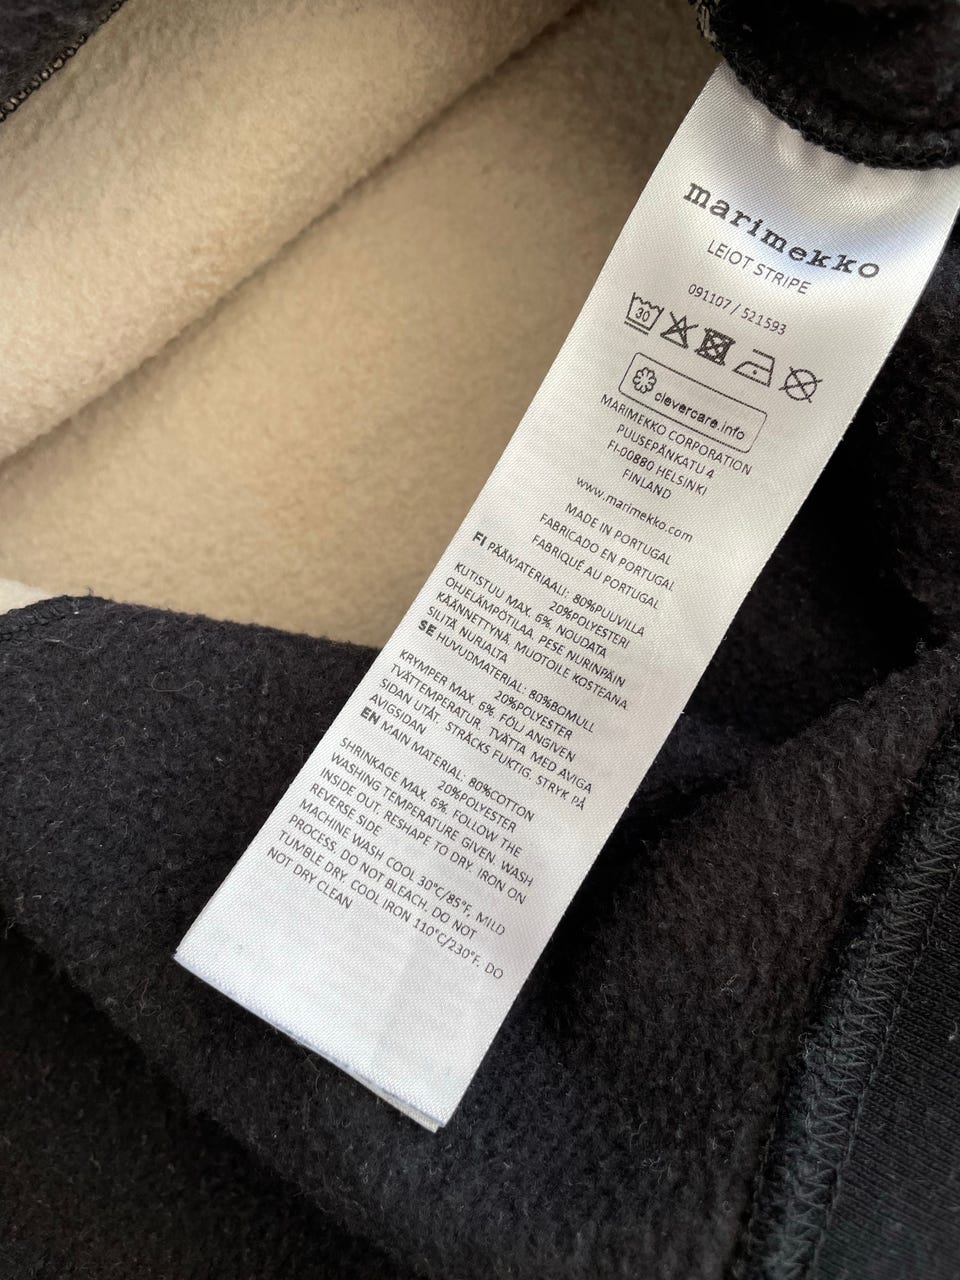 marimekko
LEIOT STRIPE
091107 / 521593
30
clevercare.info
MARIMEKKO CORPORATION
PUUSEPÄNKATU 4
FI-00880 HELSINKI
FINLAND
www.marimekko.com
MADE IN PORTUGAL
FABRICADO EN PORTUGAL
FABRIQUÉ AU PORTUGAL
FI PÄÄMATERIAALI: 80%PUUVILLA
20%POLYESTERI
KUTISTUU MAX. 6%. NOUDATA
OHJELÄMPÖTILAA. PESE NURINPÄIN
KÄÄNNETTYNÄ. MUOTOILE KOSTEANA.
SILITÄ NURJALTA
SE HUVUDMATERIAL: 80%BOMULL
20%POLYESTER
KRYMPER MAX. 6%. FÖLJ ANGIVEN
TVÄTTEMPERATUR. TVÄTTA MED AVIGA
SIDAN UTÅT. STRÄCKS FUKTIG. STRYK PÅ
AVIGSIDAN
EN MAIN MATERIAL: 80%COTTON
20%POLYESTER
SHRINKAGE MAX. 6%. FOLLOW THE
WASHING TEMPERATURE GIVEN. WASH
INSIDE OUT. RESHAPE TO DRY. IRON ON
REVERSE SIDE
MACHINE WASH COOL 30°C/85°F, MILD
PROCESS. DO NOT BLEACH. DO NOT
TUMBLE DRY. COOL IRON 110°C/230°F. DO
NOT DRY CLEAN